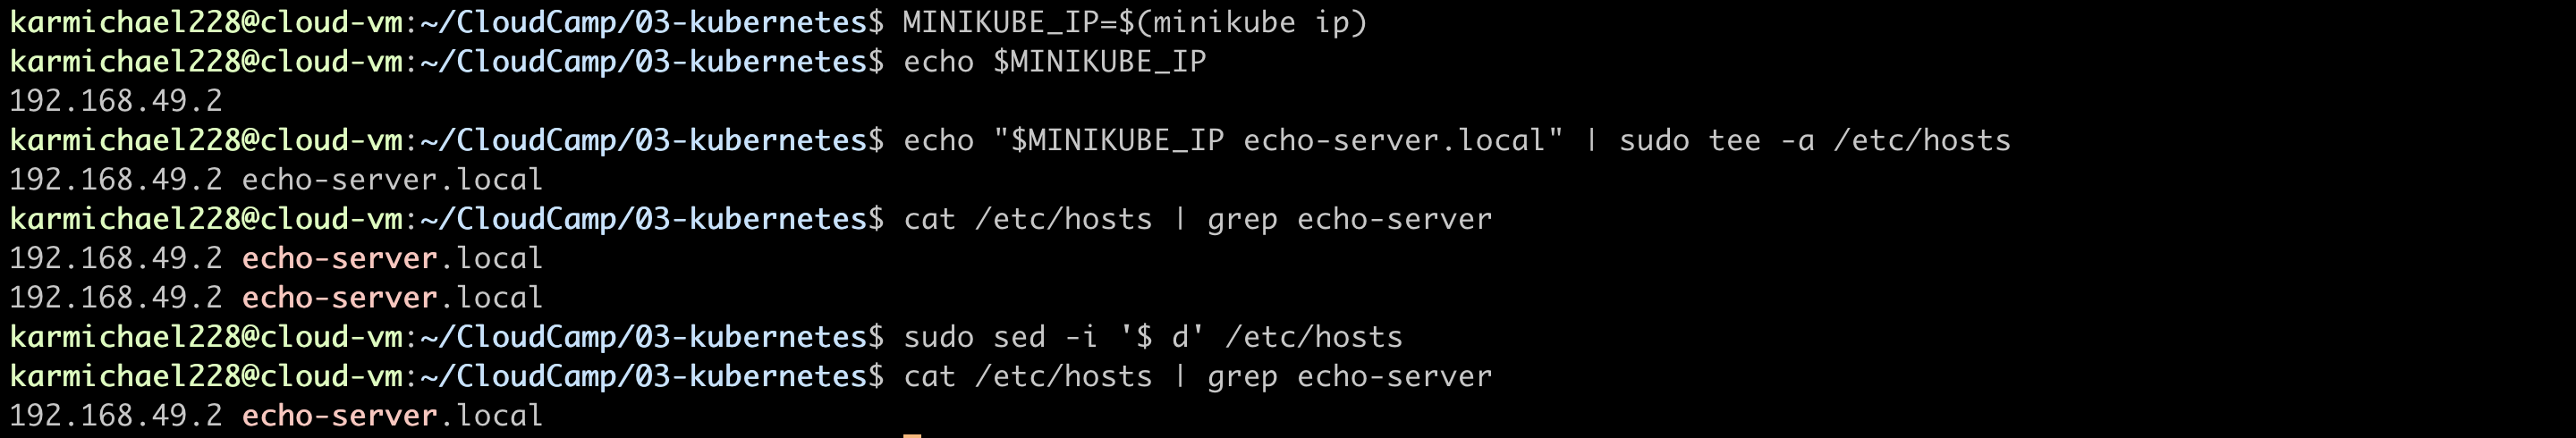 karmichael228@cloud-vm:~/CloudCamp/03-kubernetes$ MINIKUBE_IP=$(minikube ip)
karmichael228@cloud-vm:~/CloudCamp/03-kubernetes$ echo $MINIKUBE_IP
192.168.49.2
karmichael228@cloud-vm:~/CloudCamp/03-kubernetes$ echo "$MINIKUBE_IP echo-server.local" | sudo tee -a /etc/hosts
192.168.49.2 echo-server.local
karmichael228@cloud-vm:~/CloudCamp/03-kubernetes$ cat /etc/hosts | grep echo-server
192.168.49.2 echo-server.local
192.168.49.2 echo-server.local
karmichael228@cloud-vm:~/CloudCamp/03-kubernetes$ sudo sed -i '$ d' /etc/hosts
karmichael228@cloud-vm:~/CloudCamp/03-kubernetes$ cat /etc/hosts | grep echo-server
192.168.49.2 echo-server.local